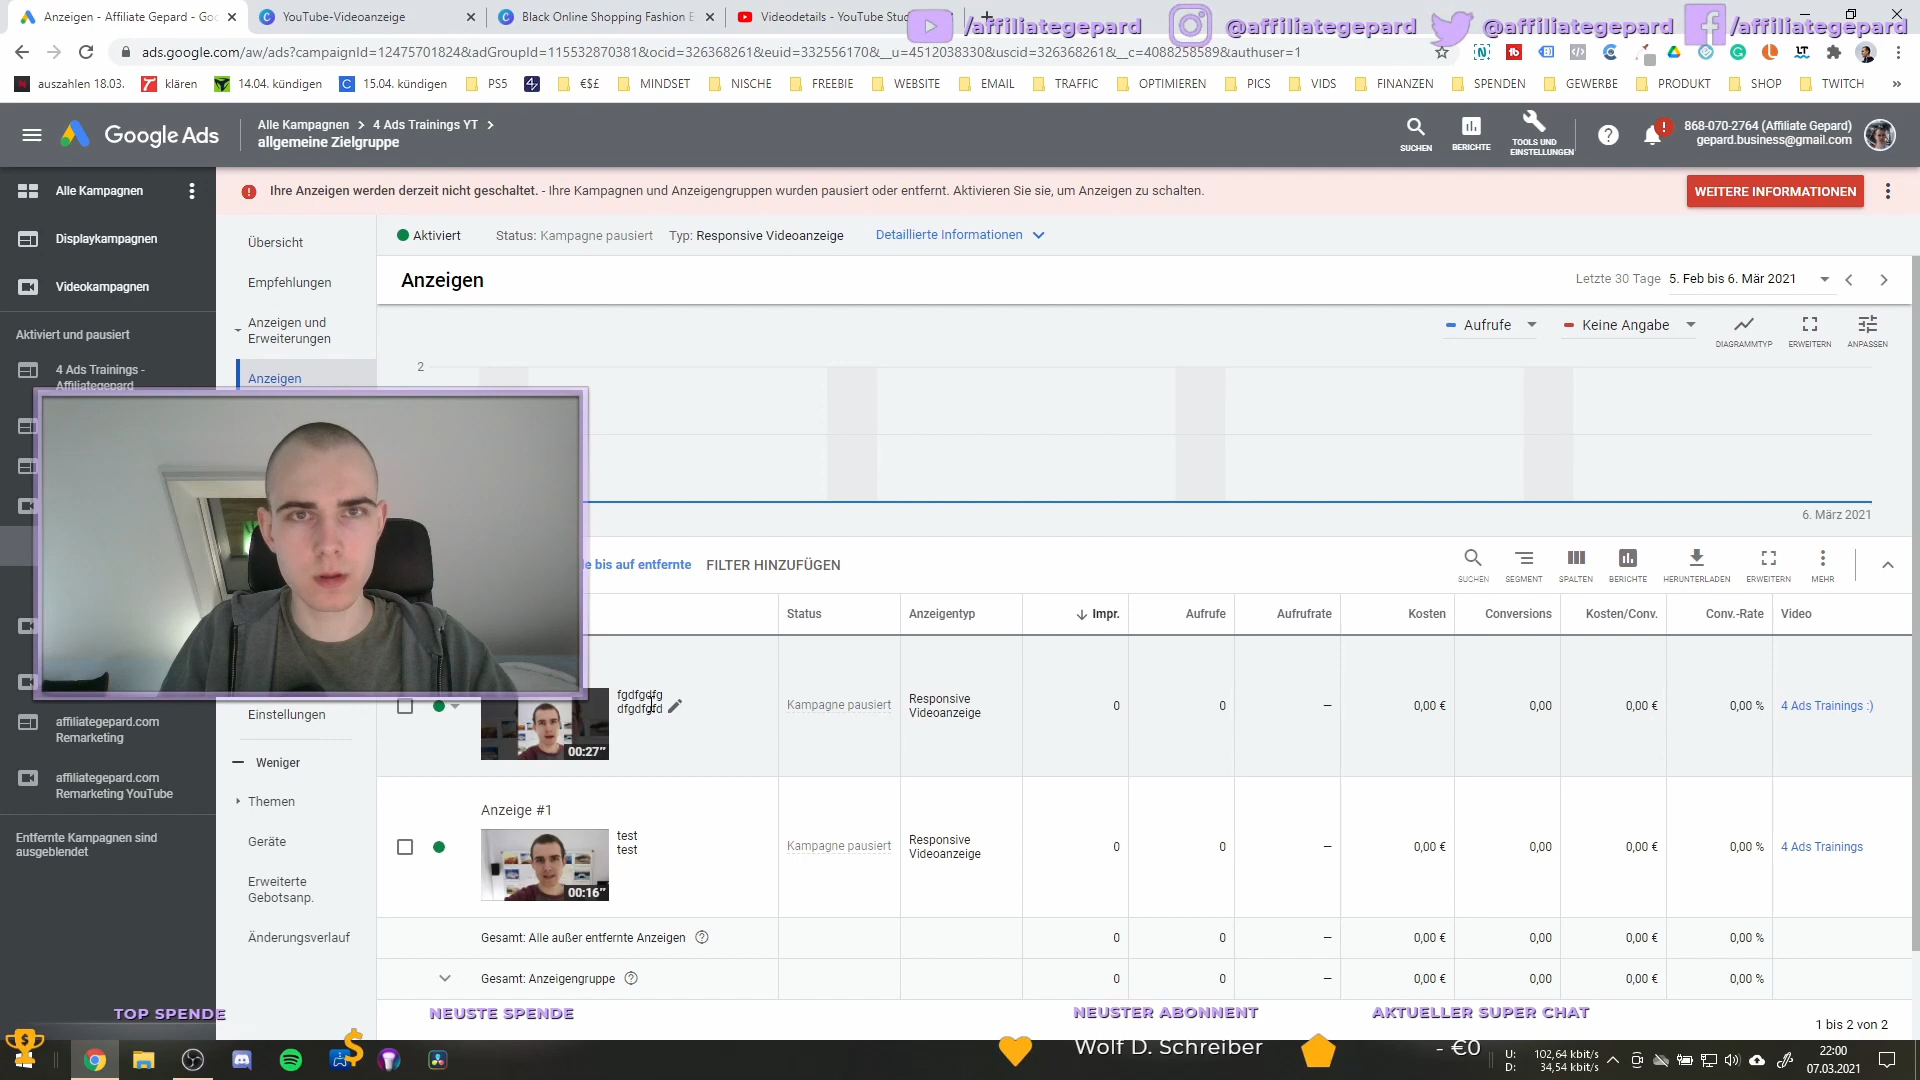 Anzeigen - Affiliate Gepard - Goo
YouTube-Videoanzeige
Black Online Shopping Fashion E
Videodetails - YouTube Stu
/affiliategepard
@affiliategepard
@affiliategepard
/affiliategepard
ads.google.com/aw/ads?campaignId=12475701824&adGroupId=115532870381&ocid=326368261&euid=332556170&__u=4512038330&uscid=326368261&__c=4088258589&authuser=1
auszahlen 18.03.
klären
14.04. kündigen
15.04. kündigen
PS5
€$£
MINDSET
NISCHE
FREEBIE
WEBSITE
EMAIL
TRAFFIC
OPTIMIEREN
PICS
VIDS
FINANZEN
SPENDEN
GEWERBE
PRODUKT
SHOP
TWITCH
Google Ads
Alle Kampagnen > 4 Ads Trainings YT >
allgemeine Zielgruppe
SUCHEN
BERICHTE
TOOLS UND
EINSTELLUNGEN
868-070-2764 (Affiliate Gepard)
gepard.business@gmail.com
Alle Kampagnen
Displaykampagnen
Videokampagnen
Aktiviert und pausiert
4 Ads Trainings -
Affiliategepard
affiliategepard.com
Remarketing
affiliategepard.com
Remarketing YouTube
Entfernte Kampagnen sind
ausgeblendet
Ihre Anzeigen werden derzeit nicht geschaltet. - Ihre Kampagnen und Anzeigengruppen wurden pausiert oder entfernt. Aktivieren Sie sie, um Anzeigen zu schalten.
WEITERE INFORMATIONEN
Übersicht
Empfehlungen
Anzeigen und
Erweiterungen
Anzeigen
Einstellungen
Weniger
Themen
Geräte
Erweiterte
Gebotsanp.
Änderungsverlauf
Aktiviert
Status: Kampagne pausiert
Typ: Responsive Videoanzeige
Detaillierte Informationen
Anzeigen
Letzte 30 Tage
5. Feb bis 6. Mär 2021
Aufrufe
Keine Angabe
DIAGRAMMTYP
ERWEITERN
ANPASSEN
2
6. März 2021
e bis auf entfernte
FILTER HINZUFÜGEN
SUCHEN
SEGMENT
SPALTEN
BERICHTE
HERUNTERLADEN
ERWEITERN
MEHR
Status
Anzeigentyp
Impr.
Aufrufe
Aufrufrate
Kosten
Conversions
Kosten/Conv.
Conv.-Rate
Video
fgdfgdfg
dfgdfgfd
00:27"
Kampagne pausiert
Responsive
Videoanzeige
0
0
–
0,00 €
0,00
0,00 €
0,00 %
4 Ads Trainings :)
Anzeige #1
test
test
00:16"
Kampagne pausiert
Responsive
Videoanzeige
0
0
–
0,00 €
0,00
0,00 €
0,00 %
4 Ads Trainings
Gesamt: Alle außer entfernte Anzeigen
0
0
–
0,00 €
0,00
0,00 €
0,00 %
Gesamt: Anzeigengruppe
0
0
–
0,00 €
0,00
0,00 €
0,00 %
1 bis 2 von 2
TOP SPENDE
NEUSTE SPENDE
NEUSTER ABONNENT
AKTUELLER SUPER CHAT
Wolf D. Schreiber
- €0
U: 102,64 kbit/s
D: 34,54 kbit/s
22:00
07.03.2021